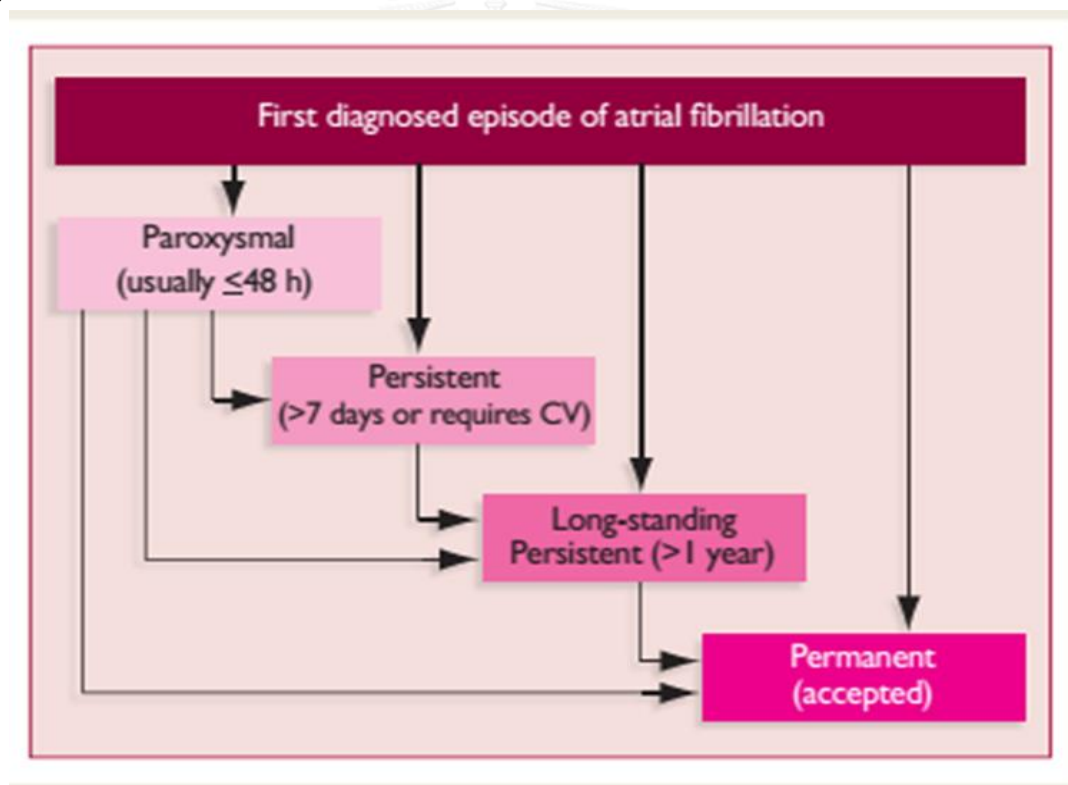 First diagnosed episode of atrial fibrillation
Paroxysmal
(usually ≤48 h)
Persistent
(>7 days or requires CV)
Long-standing
Persistent (>1 year)
Permanent
(accepted)